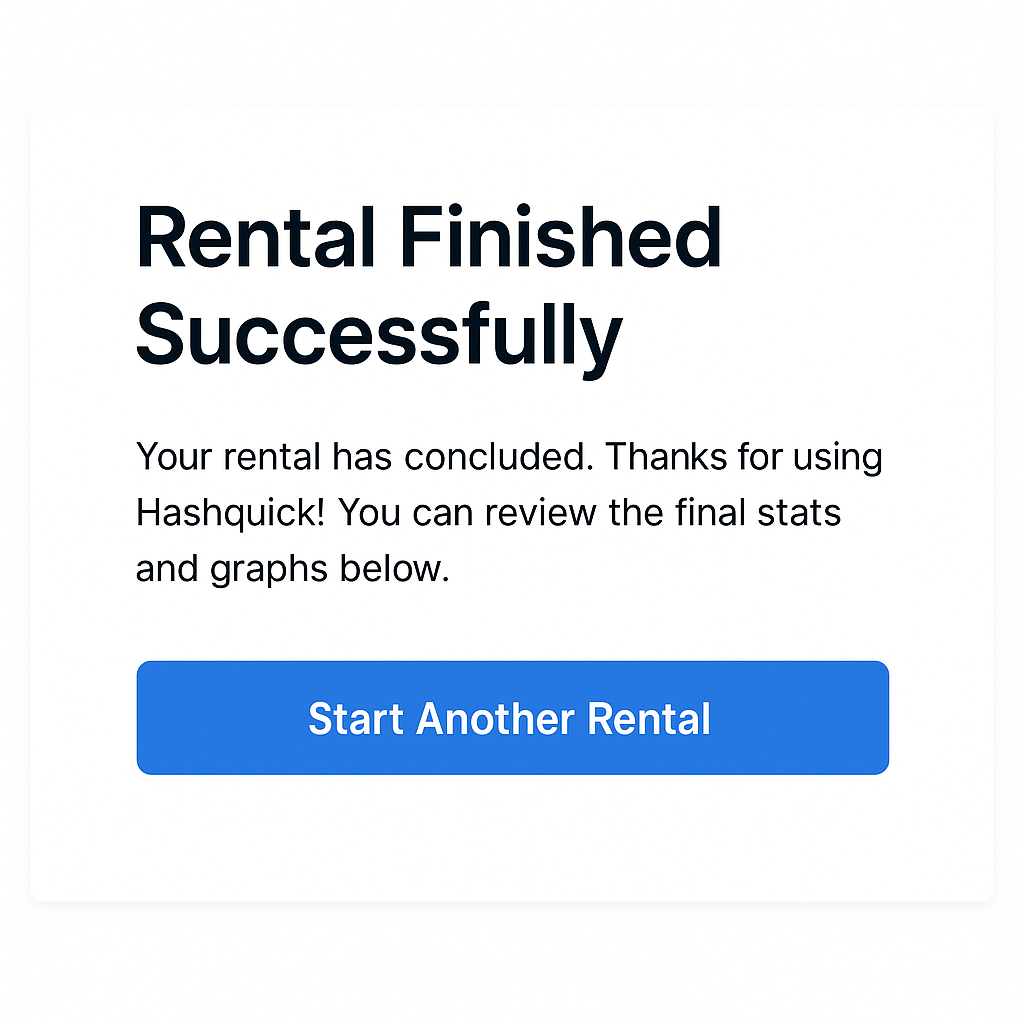 Rental Finished
Successfully
Your rental has concluded. Thanks for using
Hashquick! You can review the final stats
and graphs below.
Start Another Rental